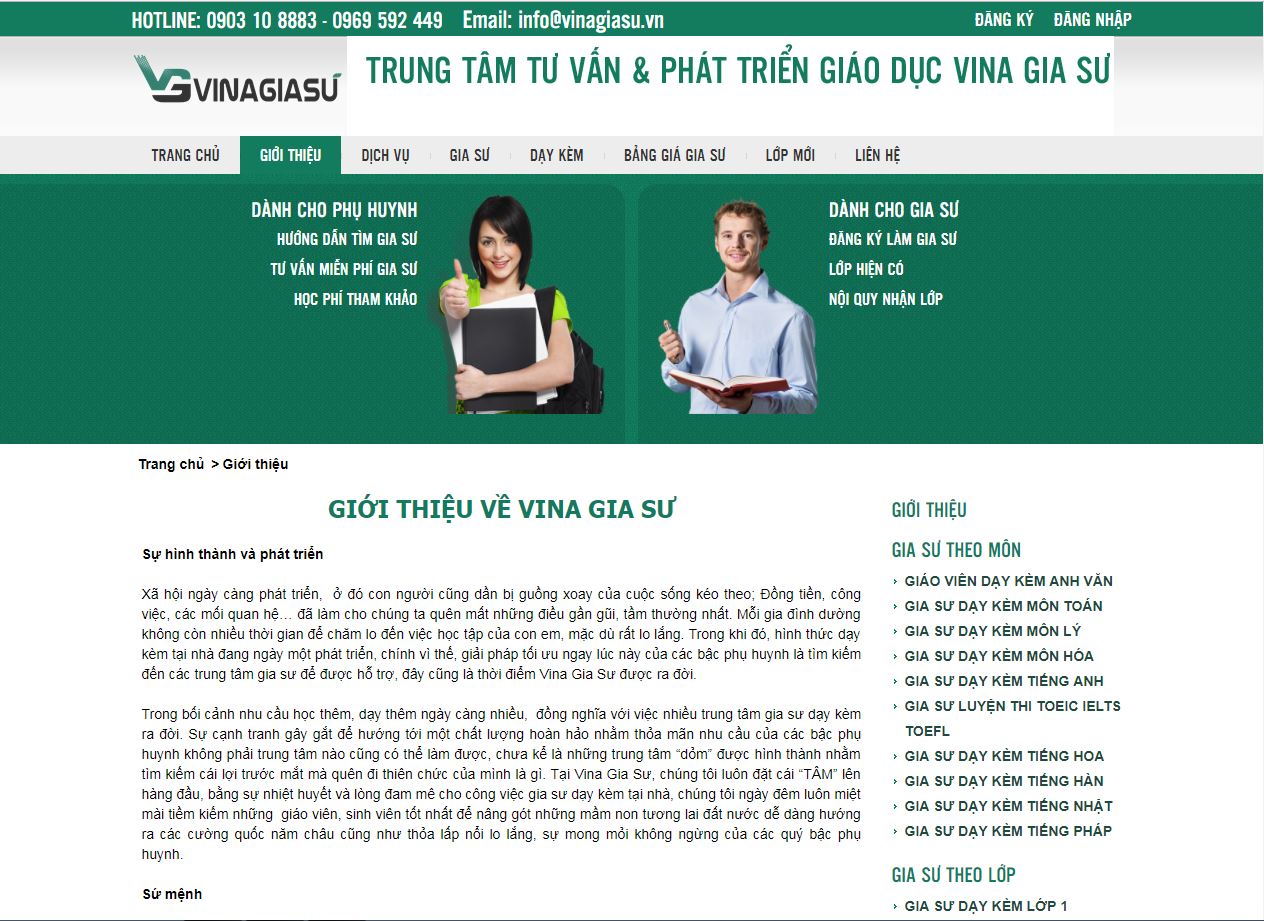 HOTLINE: 0903 10 8883 - 0969 592 449 Email: info@vinagiasu.vn
ĐĂNG KÝ ĐĂNG NHẬP
VGVINAGIASƯ
TRUNG TÂM TƯ VẤN & PHÁT TRIỂN GIÁO DỤC VINA GIA SƯ
TRANG CHỦ GIỚI THIỆU DỊCH VỤ GIA SƯ DẠY KÈM BẢNG GIÁ GIA SƯ LỚP MỚI LIÊN HỆ
DÀNH CHO PHỤ HUYNH
HƯỚNG DẪN TÌM GIA SƯ
TƯ VẤN MIỄN PHÍ GIA SƯ
HỌC PHÍ THAM KHẢO
DÀNH CHO GIA SƯ
ĐĂNG KÝ LÀM GIA SƯ
LỚP HIỆN CÓ
NỘI QUY NHẬN LỚP
Trang chủ > Giới thiệu
GIỚI THIỆU VỀ VINA GIA SƯ
Sự hình thành và phát triển
Xã hội ngày càng phát triển, ở đó con người cũng dần bị guồng xoay của cuộc sống kéo theo; Đồng tiền, công
việc, các mối quan hệ… đã làm cho chúng ta quên mất những điều gần gũi, tầm thường nhất. Mỗi gia đình dường
không còn nhiều thời gian để chăm lo đến việc học tập của con em, mặc dù rất lo lắng. Trong khi đó, hình thức dạy
kèm tại nhà đang ngày một phát triển, chính vì thế, giải pháp tối ưu ngay lúc này của các bậc phụ huynh là tìm kiếm
đến các trung tâm gia sư để được hỗ trợ, đây cũng là thời điểm Vina Gia Sư được ra đời.
Trong bối cảnh nhu cầu học thêm, dạy thêm ngày càng nhiều, đồng nghĩa với việc nhiều trung tâm gia sư dạy kèm
ra đời. Sự cạnh tranh gây gắt để hướng tới một chất lượng hoàn hảo nhằm thỏa mãn nhu cầu của các bậc phụ
huynh không phải trung tâm nào cũng có thể làm được, chưa kể là những trung tâm “dỏm” được hình thành nhằm
tìm kiếm cái lợi trước mắt mà quên đi thiên chức của mình là gì. Tại Vina Gia Sư, chúng tôi luôn đặt cái “TÂM” lên
hàng đầu, bằng sự nhiệt huyết và lòng đam mê cho công việc gia sư dạy kèm tại nhà, chúng tôi ngày đêm luôn miệt
mài tiềm kiếm những giáo viên, sinh viên tốt nhất để nâng gót những mầm non tương lai đất nước dễ dàng hướng
ra các cường quốc năm châu cũng như thỏa lấp nổi lo lắng, sự mong mỏi không ngừng của các quý bậc phụ
huynh.
Sứ mệnh
GIỚI THIỆU
GIA SƯ THEO MÔN
GIÁO VIÊN DẠY KÈM ANH VĂN
GIA SƯ DẠY KÈM MÔN TOÁN
GIA SƯ DẠY KÈM MÔN LÝ
GIA SƯ DẠY KÈM MÔN HÓA
GIA SƯ DẠY KÈM TIẾNG ANH
GIA SƯ LUYỆN THI TOEIC IELTS
TOEFL
GIA SƯ DẠY KÈM TIẾNG HOA
GIA SƯ DẠY KÈM TIẾNG HÀN
GIA SƯ DẠY KÈM TIẾNG NHẬT
GIA SƯ DẠY KÈM TIẾNG PHÁP
GIA SƯ THEO LỚP
GIA SƯ DẠY KÈM LỚP 1